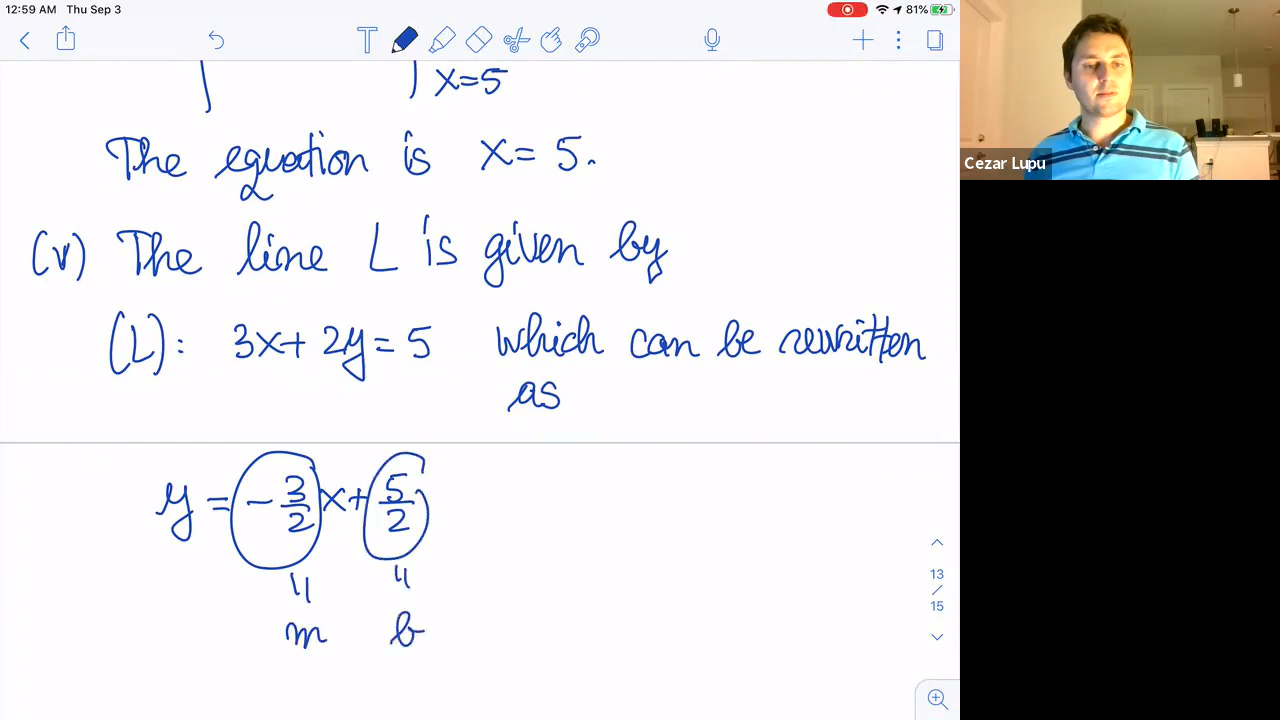 12:59 AM Thu Sep 3
81%
T
x=5
The equation is x= 5.
(v) The line L is given by
(L): 3x+ 2y= 5 which can be rewritten
as
y = - 3/2 x + 5/2
" "
m b
13
/
15
Cezar Lupu